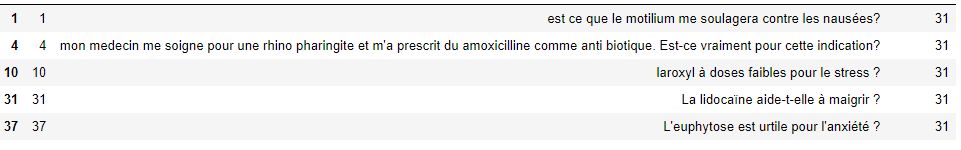 1 1 est ce que le motilium me soulagera contre les nausées? 31
4 4 mon medecin me soigne pour une rhino pharingite et m'a prescrit du amoxicilline comme anti biotique. Est-ce vraiment pour cette indication? 31
10 10 laroxyl à doses faibles pour le stress ? 31
31 31 La lidocaïne aide-t-elle à maigrir ? 31
37 37 L'euphytose est urtile pour l'anxiété ? 31